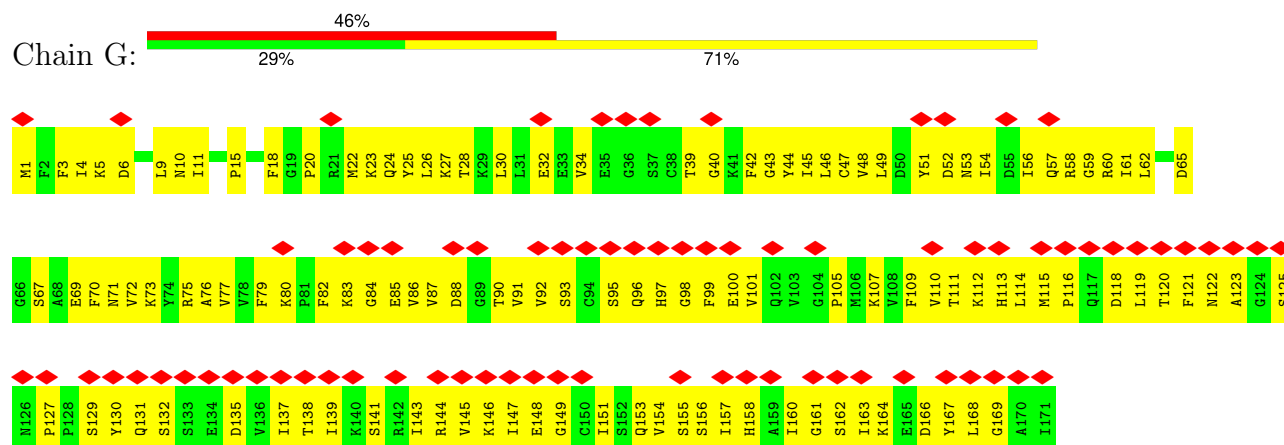 46%
Chain G:
29% 71%
M1 F2 F3 I4 K5 D6 L9 N10 I11 P15 F18 G19 P20 R21 M22 K23 Q24 Y25 L26 K27 T28 K29 L30 L31 E32 E33 V34 E35 G36 S37 C38 T39 G40 K41 F42 G43 Y44 I45 L46 C47 V48 L49 D50 Y51 D52 N53 I54 D55 I56 Q57 R58 G59 R60 I61 L62 D65
G66 S67 A68 E69 F70 N71 V72 K73 Y74 R75 A76 V77 V78 F79 K80 P81 F82 K83 G84 E85 V86 V87 D88 G89 T90 V91 V92 S93 C94 S95 Q96 H97 G98 F99 E100 V101 Q102 V103 G104 P105 M106 K107 V108 F109 V110 T111 K112 H113 L114 M115 P116 Q117 D118 L119 T120 F121 N122 A123 G124
N126 P127 P128 S129 Y130 Q131 S132 S133 E134 D135 V136 I137 T138 I139 K140 S141 R142 I143 R144 V145 K146 I147 E148 G149 C150 I151 S152 Q153 V154 S155 S156 I157 H158 A159 I160 G161 S162 I163 K164 E165 D166 Y167 L168 G169 A170 I171